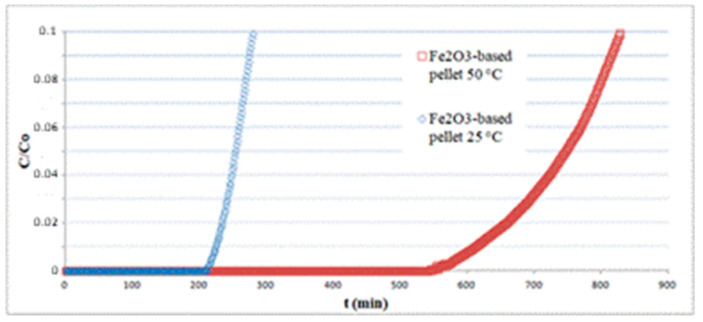 0.1
0.08
0.06
0.04
0.02
0
C/Co
Fe2O3-based
pellet 50 °C
Fe2O3-based
pellet 25 °C
0 100 200 300 400 500 600 700 800 900
t (min)